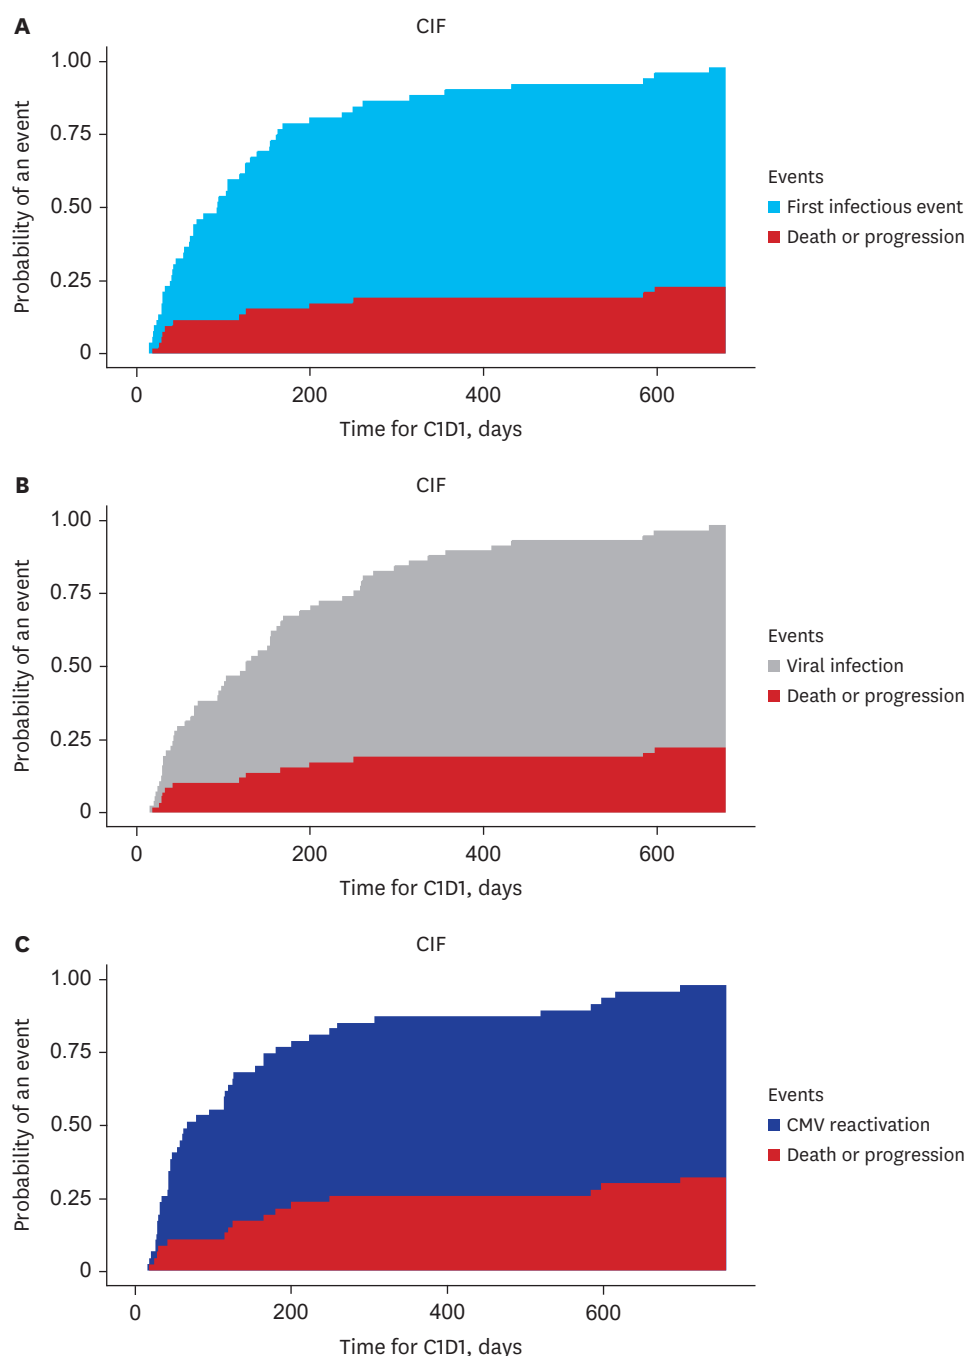 A
CIF
Probability of an event
1.00
0.75
0.50
0.25
0
0 200 400 600
Time for C1D1, days
Events
First infectious event
Death or progression
B
CIF
Probability of an event
1.00
0.75
0.50
0.25
0
0 200 400 600
Time for C1D1, days
Events
Viral infection
Death or progression
C
CIF
Probability of an event
1.00
0.75
0.50
0.25
0
0 200 400 600
Time for C1D1, days
Events
CMV reactivation
Death or progression